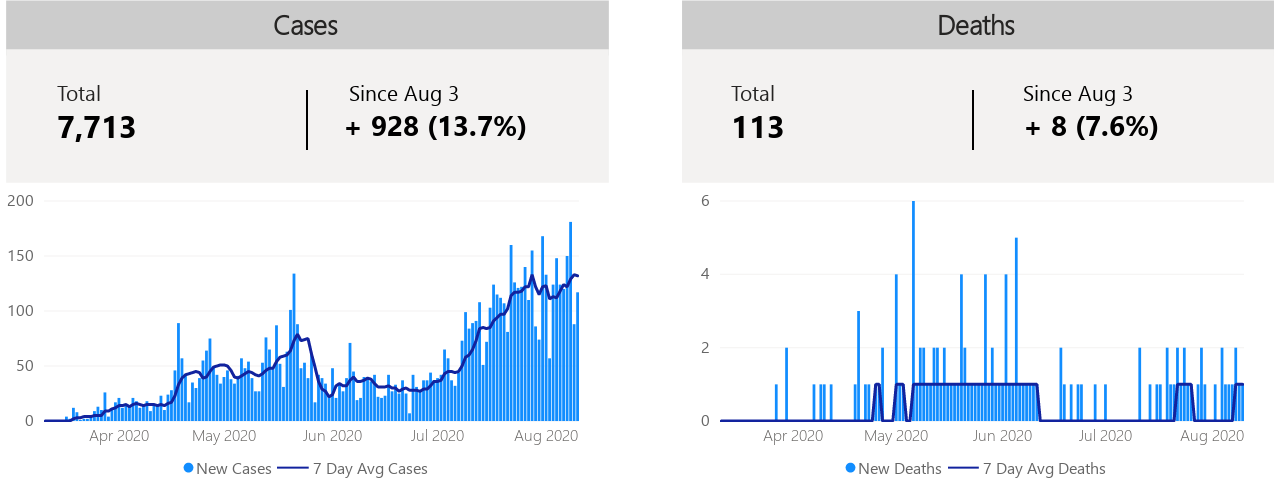 Cases
Total
7,713
Since Aug 3
+ 928 (13.7%)
200
150
100
50
0
Apr 2020 May 2020 Jun 2020 Jul 2020 Aug 2020
New Cases 7 Day Avg Cases
Deaths
Total
113
Since Aug 3
+ 8 (7.6%)
6
4
2
0
Apr 2020 May 2020 Jun 2020 Jul 2020 Aug 2020
New Deaths 7 Day Avg Deaths